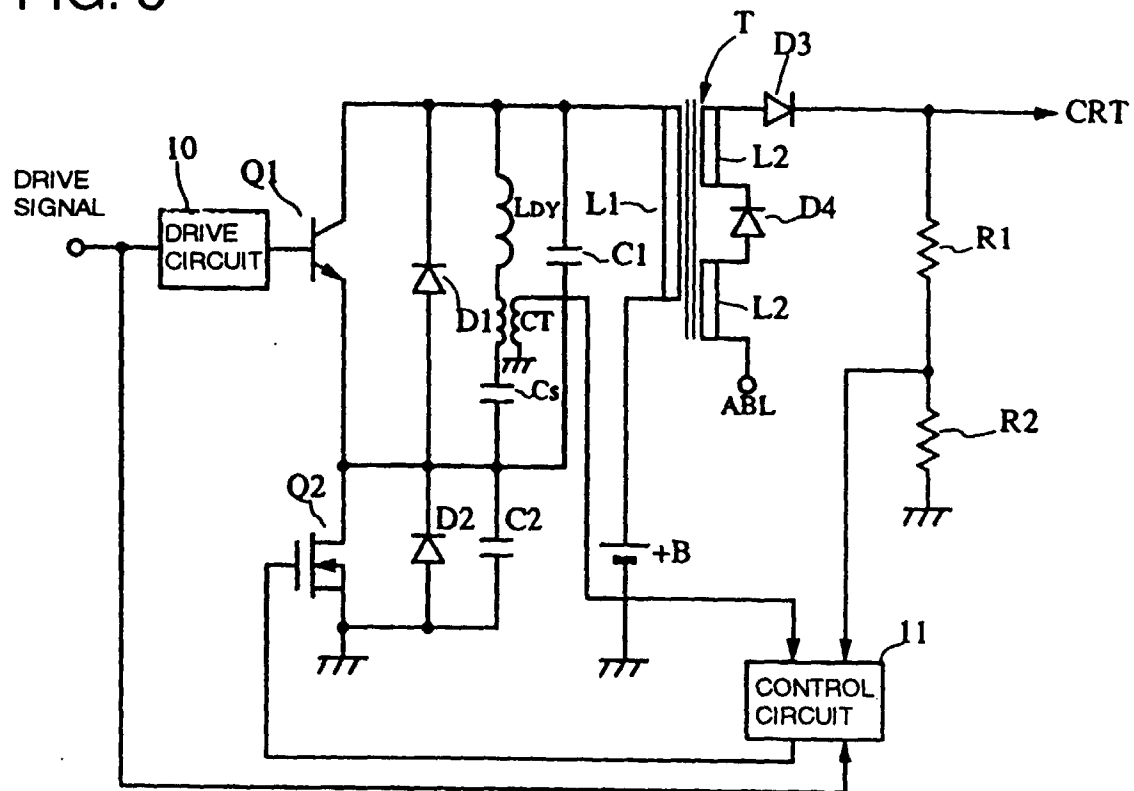 T
D3
CRT
10
Q1
DRIVE
SIGNAL
DRIVE
CIRCUIT
LDY
C1
L1
L2
D4
R1
D1
CT
L2
Cs
ABL
R2
Q2
D2
C2
+B
11
CONTROL
CIRCUIT